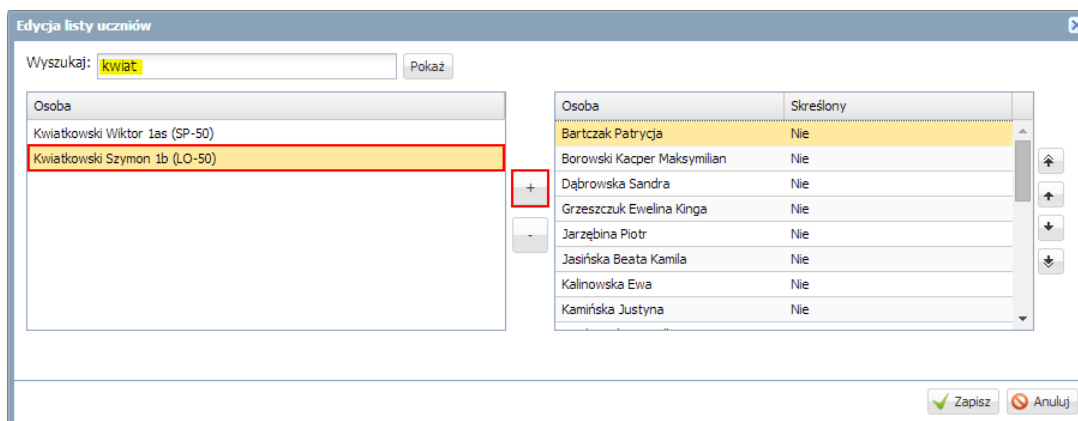 Edycja listy uczniów
Wyszukaj: kwiat Pokaż
Osoba
Kwiatkowski Wiktor 1as (SP-50)
Kwiatkowski Szymon 1b (LO-50)
+
-
Osoba Skreślony
Bartczak Patrycja Nie
Borowski Kacper Maksymilian Nie
Dąbrowska Sandra Nie
Grzeszczuk Ewelina Kinga Nie
Jarzębina Piotr Nie
Jasińska Beata Kamila Nie
Kalinowska Ewa Nie
Kamińska Justyna Nie
Zapisz Anuluj